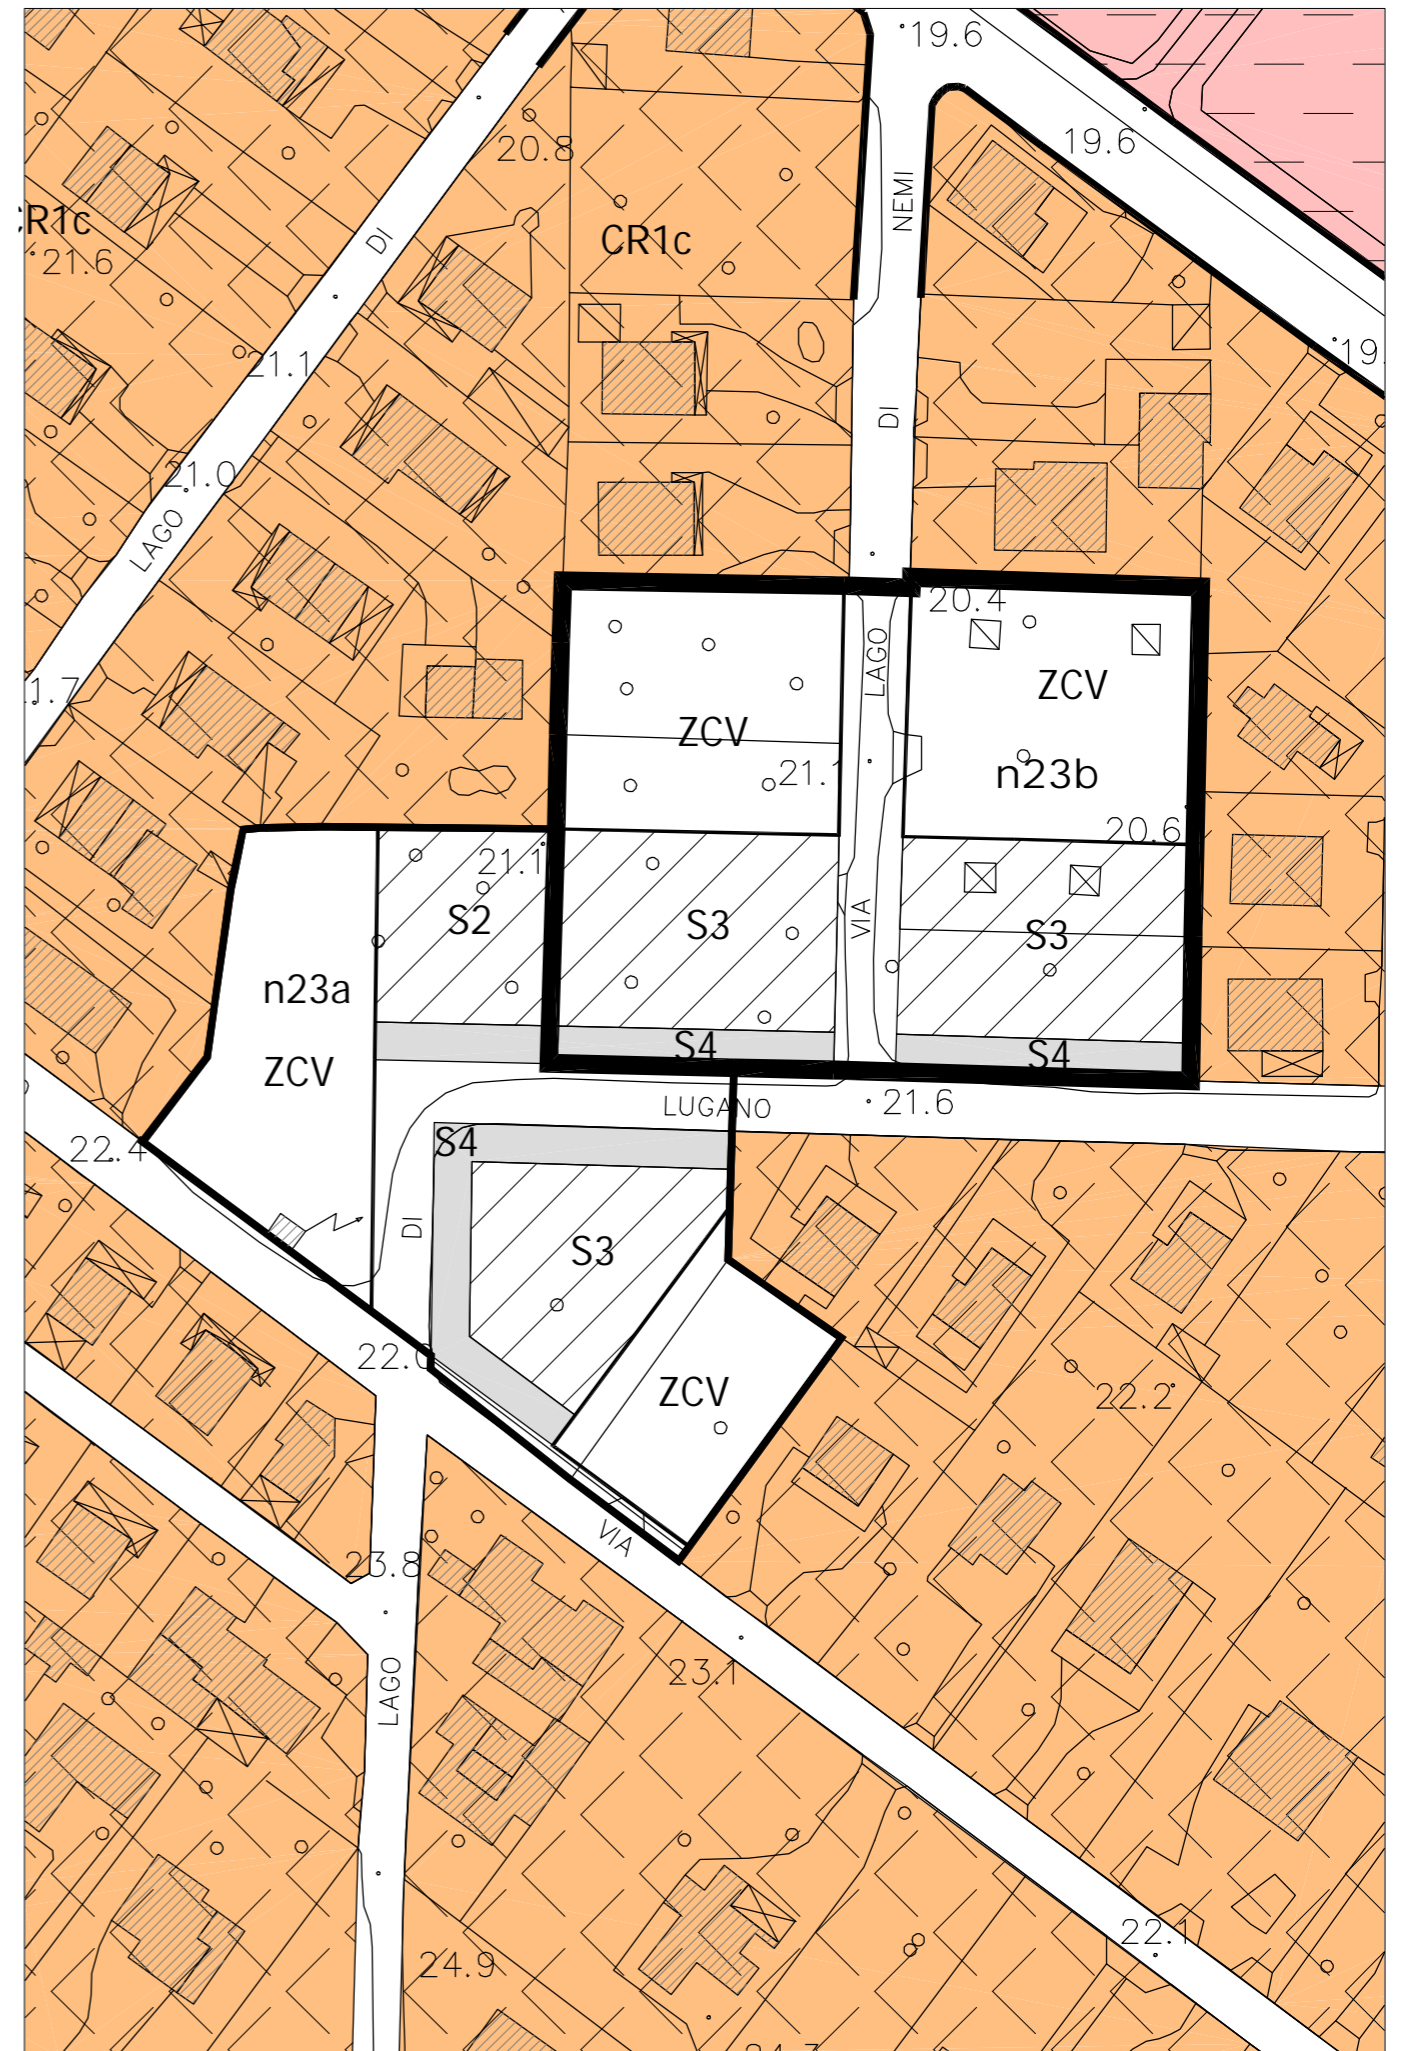 19.6
19.6
20.8
NEMI
CR1c
CR1c
21.6
DI
21.1
19.
DI
21.0
LAGO
20.4
LAGO
ZCV
1.7
ZCV
21.1
n23b
20.6
21.1
S2
S3
VIA
S3
n23a
S4
S4
ZCV
LUGANO
21.6
22.4
S4
DI
S3
22.0
ZCV
22.2
VIA
23.8
23.1
LAGO
22.1
24.9